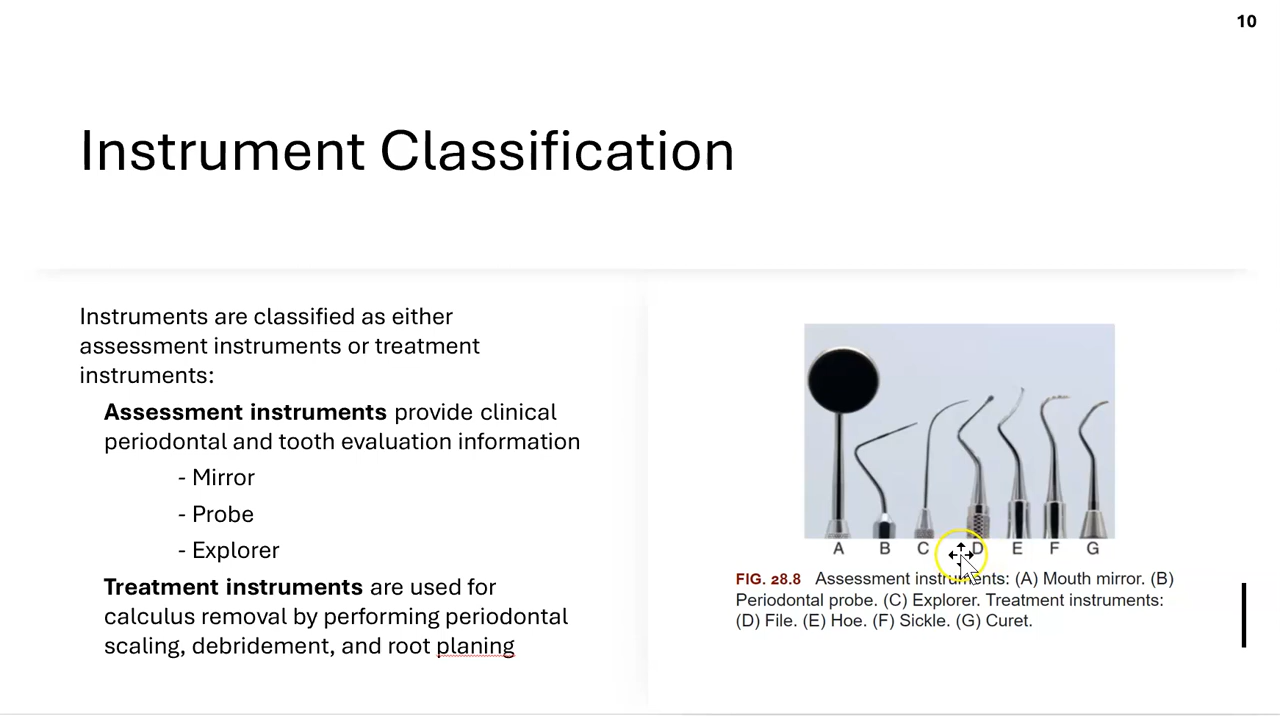 10
Instrument Classification
Instruments are classified as either
assessment instruments or treatment
instruments:
Assessment instruments provide clinical
periodontal and tooth evaluation information
- Mirror
- Probe
- Explorer
Treatment instruments are used for
calculus removal by performing periodontal
scaling, debridement, and root planing
A B C D E F G
FIG. 28.8 Assessment instruments: (A) Mouth mirror. (B)
Periodontal probe. (C) Explorer. Treatment instruments:
(D) File. (E) Hoe. (F) Sickle. (G) Curet.